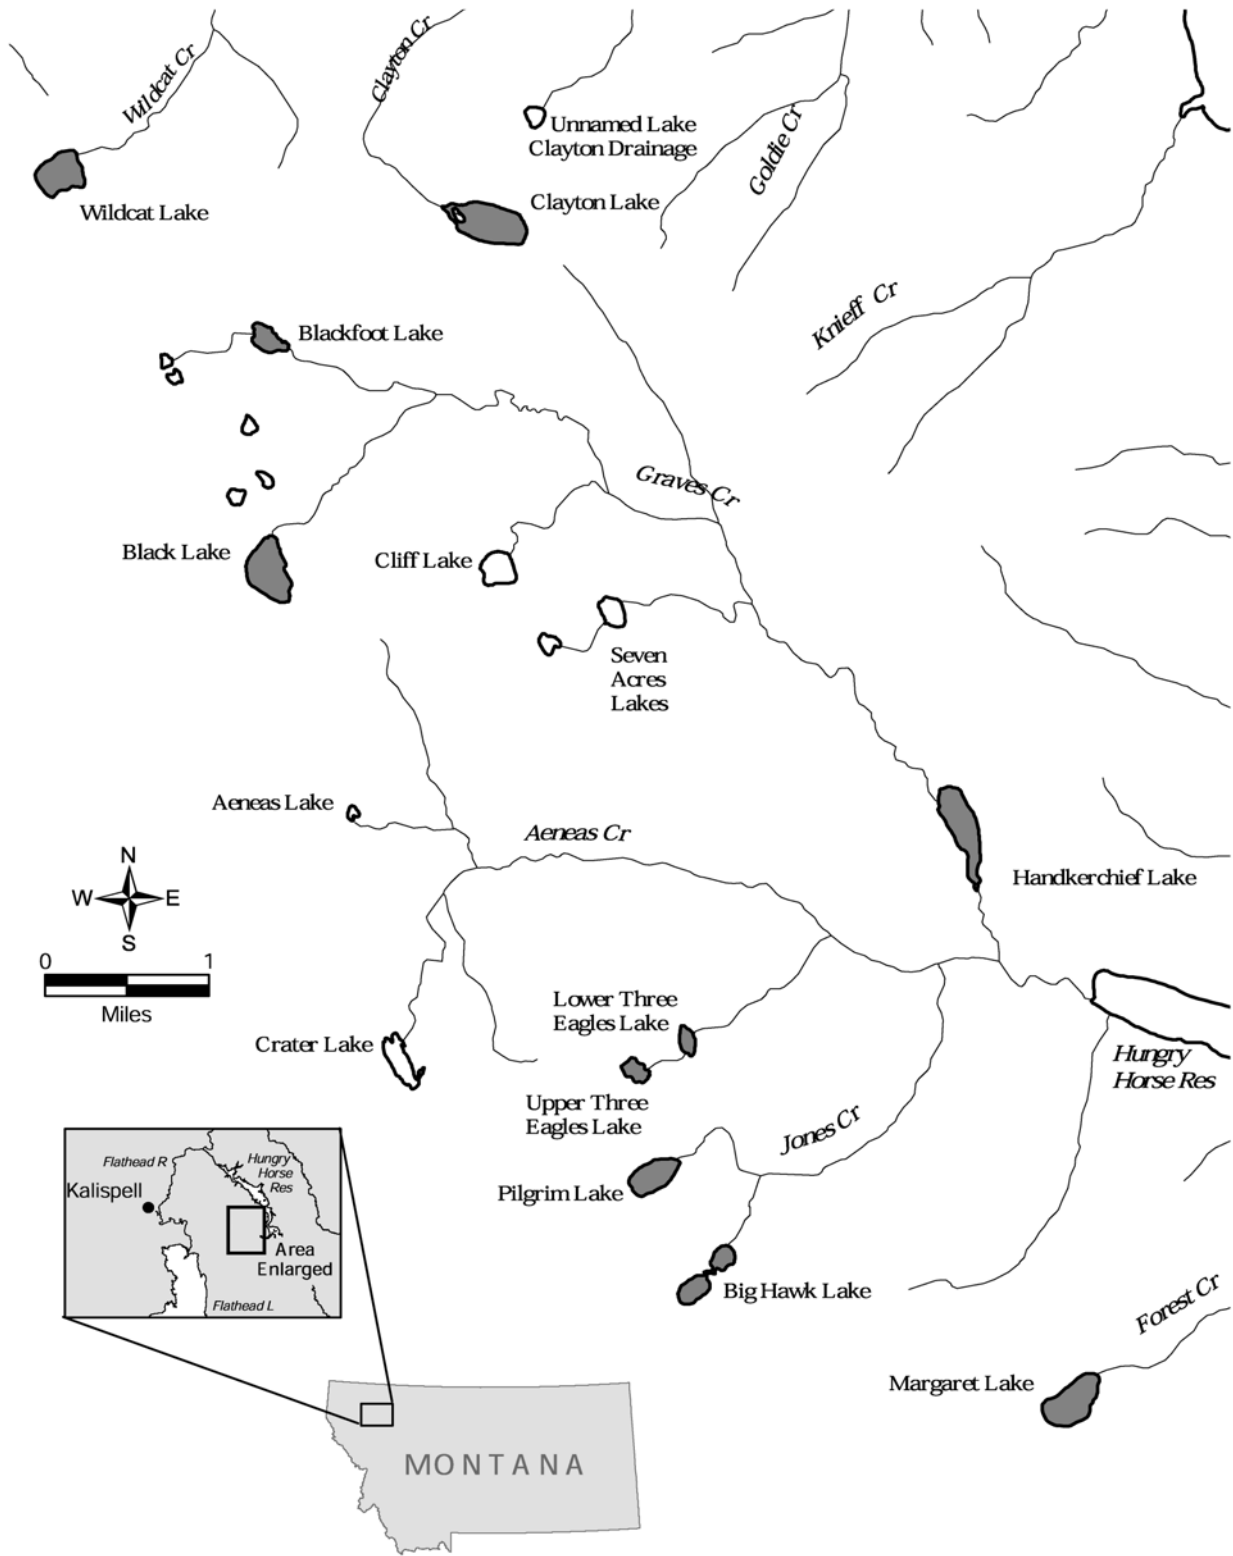 Wildcat Cr
Clayton Cr
Unnamed Lake
Clayton Drainage
Goldie Cr
Wildcat Lake
Clayton Lake
Knieff Cr
Blackfoot Lake
Graves Cr
Black Lake
Cliff Lake
Seven
Acres
Lakes
Aeneas Lake
Aeneas Cr
Handkerchief Lake
N
W
E
S
0
1
Miles
Lower Three
Eagles Lake
Crater Lake
Hungry
Horse Res
Upper Three
Eagles Lake
Jones Cr
Pilgrim Lake
Big Hawk Lake
Forest Cr
Margaret Lake
Flathead R
Hungry
Horse
Res
Kalispell
Area
Enlarged
Flathead L
MONTANA